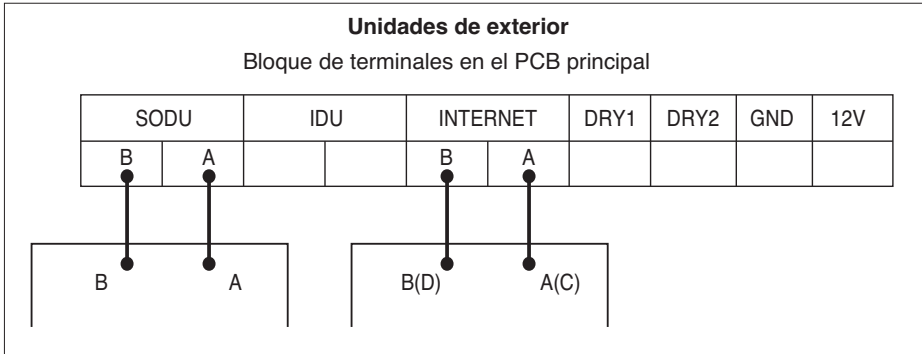 Unidades de exterior
Bloque de terminales en el PCB principal
SODU IDU INTERNET DRY1 DRY2 GND 12V
B A B A
B A B(D) A(C)